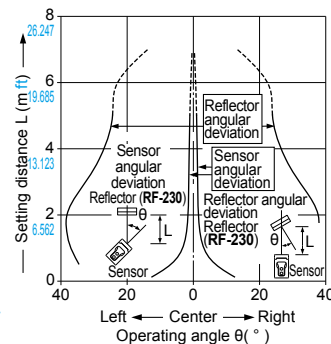 Setting distance L (m ft)
8
26.247
6
19.685
4
13.123
2
6.562
0
40
20
0
20
40
Left
Center
Right
Operating angle θ( ° )
Reflector
angular
deviation
Sensor
angular
deviation
Sensor
angular
deviation
Reflector (RF-230)
θ
L
Sensor
Reflector angular
deviation
Reflector
(RF-230)
θ
L
Sensor